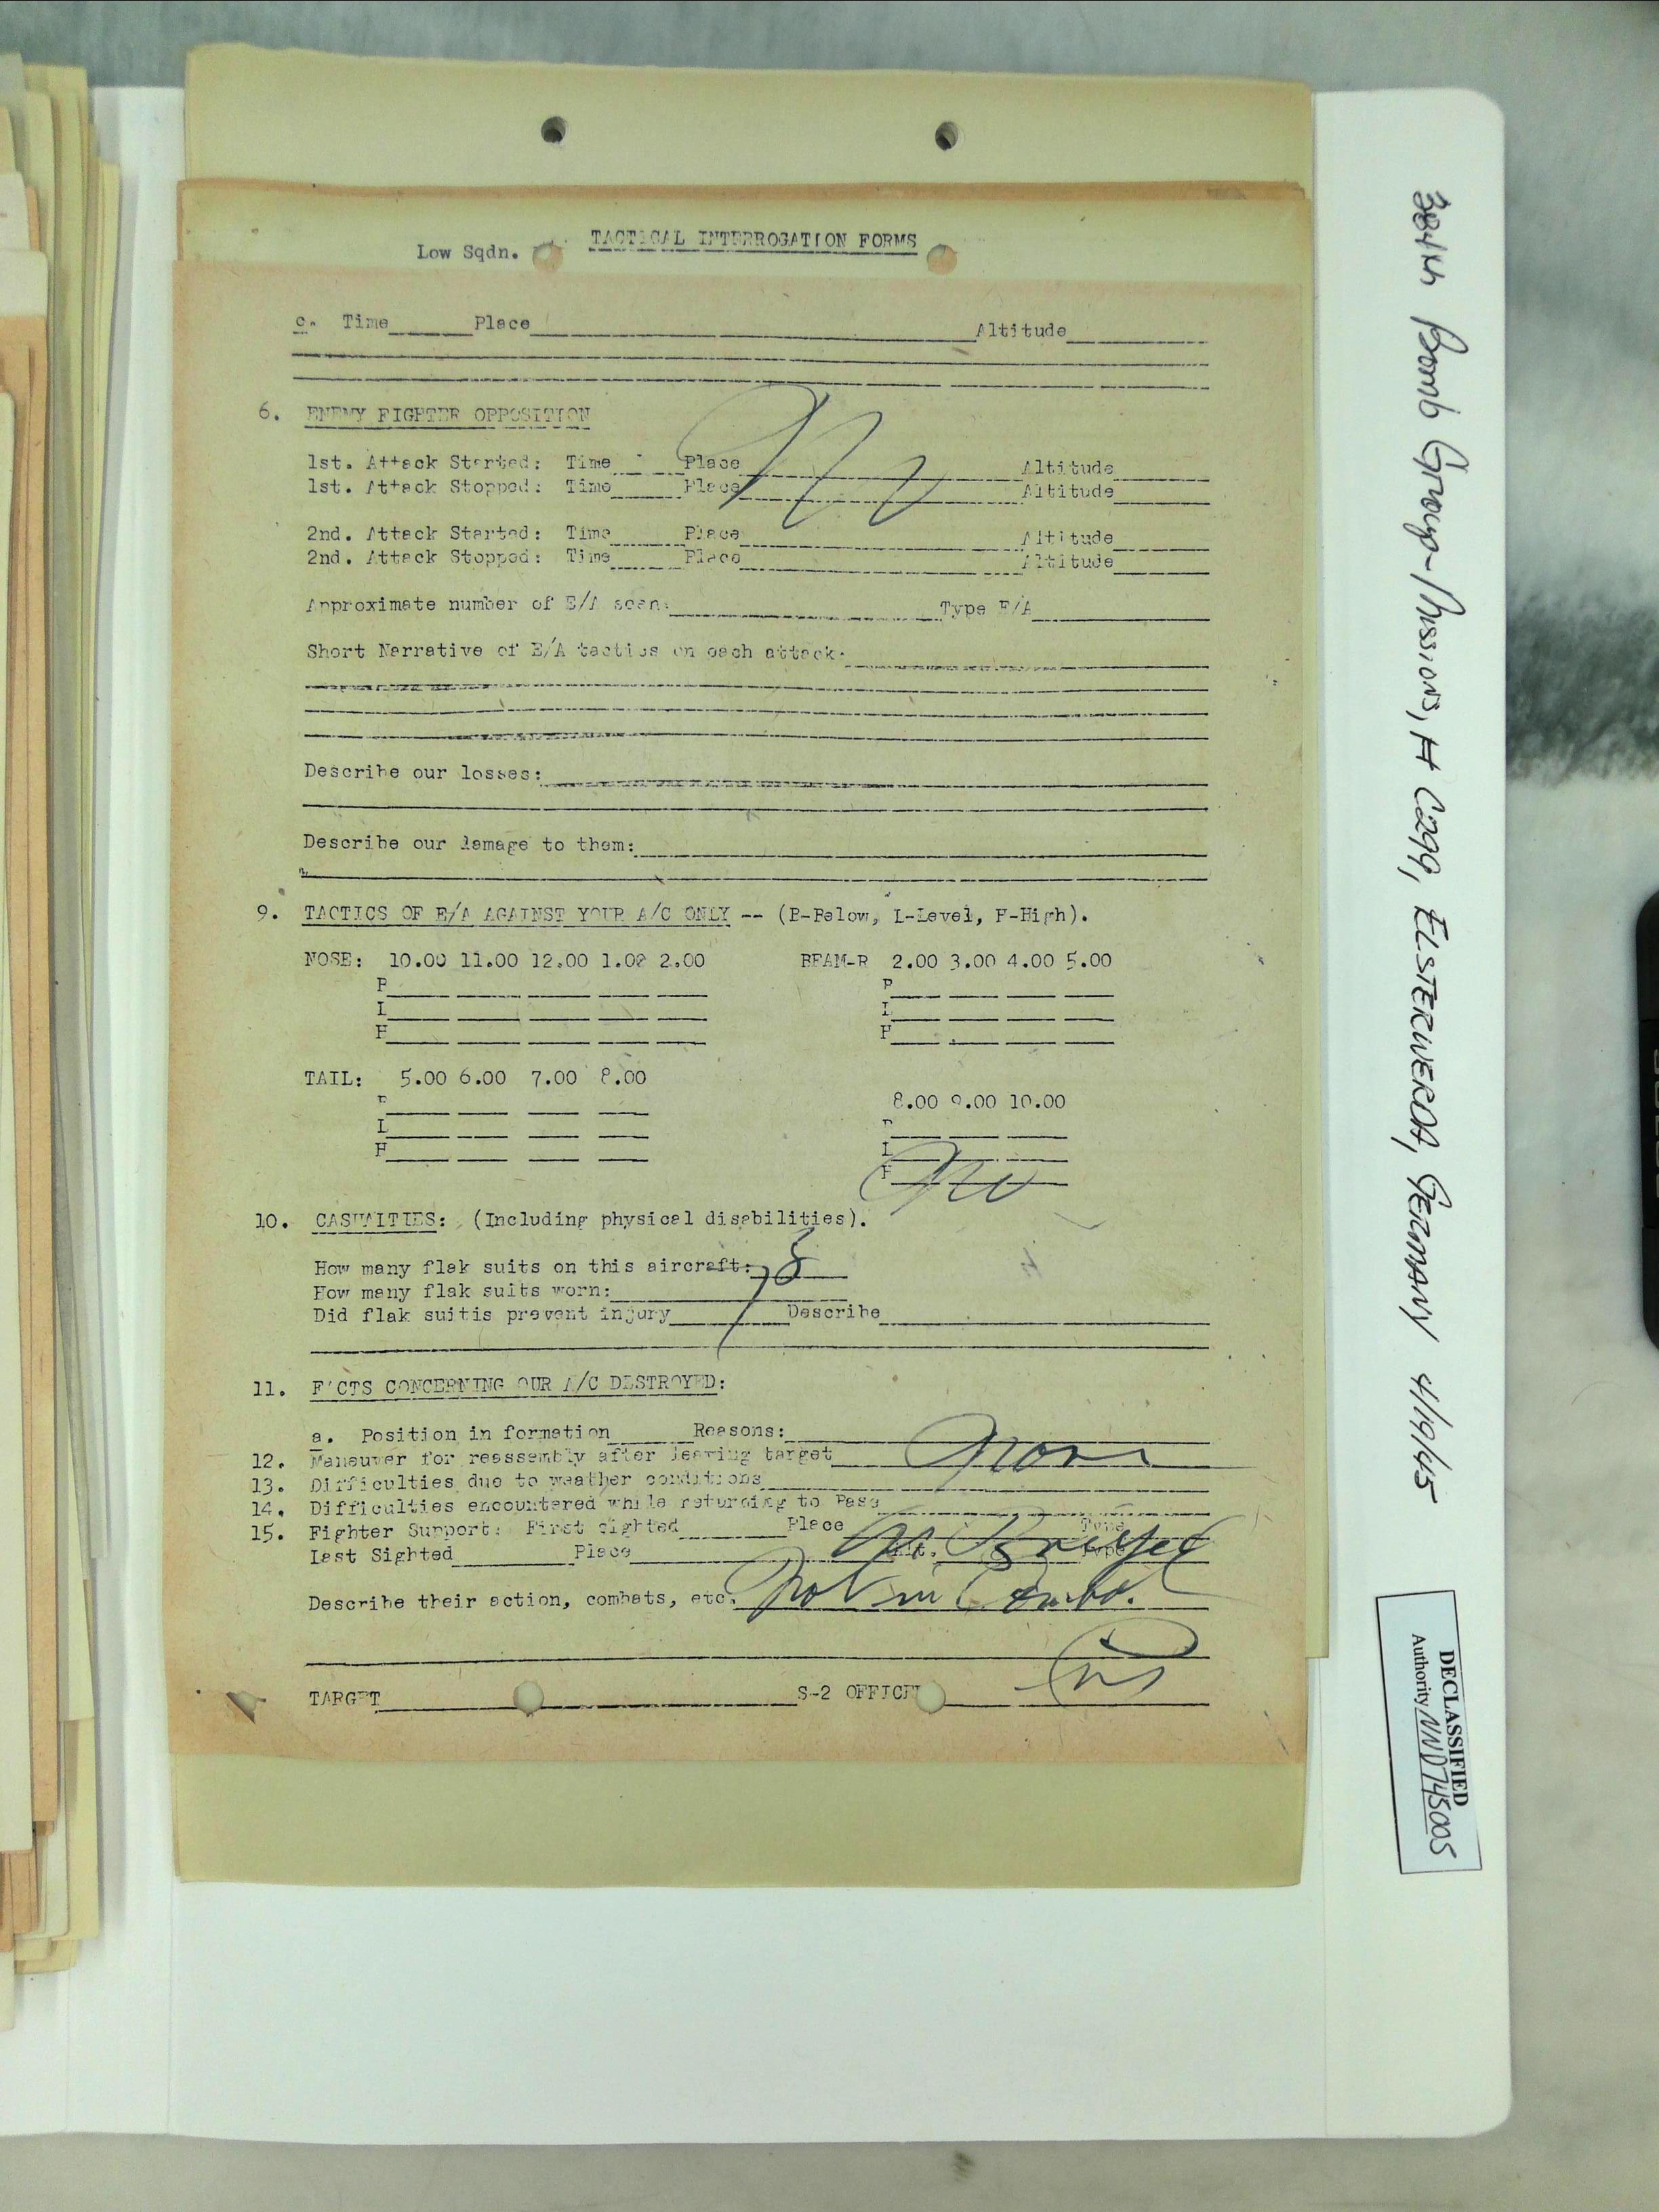 TACTICAL INTERROGATION FORMS
Low Sqdn.
c. Time Place Altitude
6. ENEMY FIGHTER OPPOSITION
1st. Attack Started: Time Place Altitude
1st. Attack Stopped: Time Place Altitude
2nd. Attack Started: Time Place Altitude
2nd. Attack Stopped: Time Place Altitude
Approximate number of E/A seen: Type E/A
Short Narrative of E/A tactics on each attack:
Describe our losses:
Describe our damage to them:
9. TACTICS OF E/A AGAINST YOUR A/C ONLY -- (B-Below, L-Level, H-High).
NOSE: 10.00 11.00 12.00 1.00 2.00 BEAM-R 2.00 3.00 4.00 5.00
B B
L L
H H
TAIL: 5.00 6.00 7.00 8.00
8.00 9.00 10.00
B B
L L
H H
No
10. CASUALTIES: (Including physical disabilities).
How many flak suits on this aircraft: 8
How many flak suits worn:
Did flak suitis prevent injury Describe
11. FACTS CONCERNING OUR A/C DESTROYED:
a. Position in formation Reasons:
12. Maneuver for reassembly after leaving target None
13. Difficulties due to weather conditions
14. Difficulties encountered while returning to Base
15. Fighter Support: First sighted Place Type
Last Sighted Place Alt. Type
Describe their action, combats, etc. Not in
TARGET S-2 OFFICER
384th Bomb Group-Missions, # C299, ELSTERWERDA, GERMANY 4/19/45
DECLASSIFIED
Authority NND745005